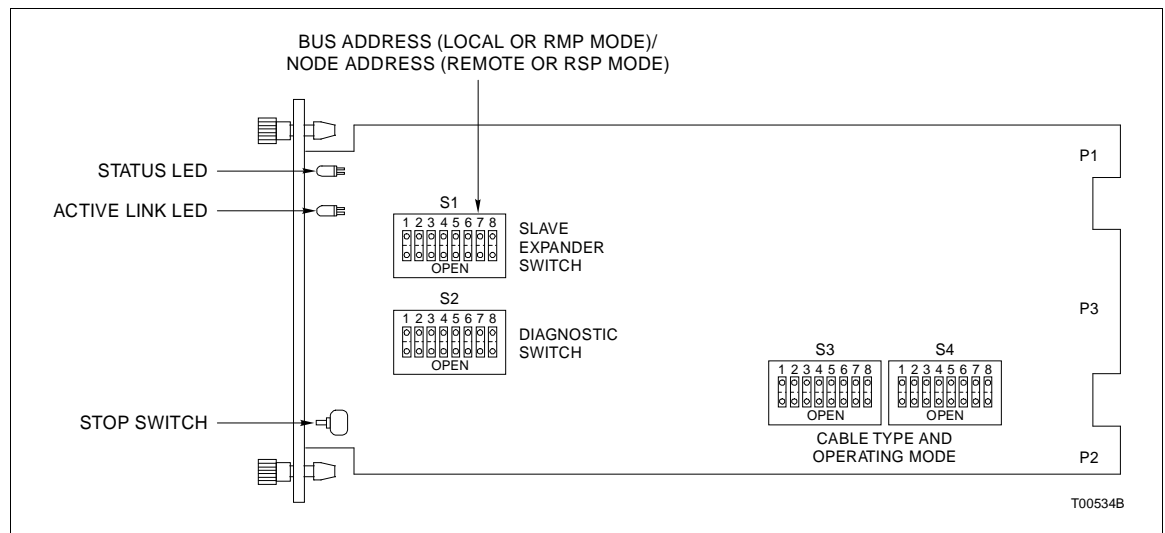 BUS ADDRESS (LOCAL OR RMP MODE)/
NODE ADDRESS (REMOTE OR RSP MODE)
STATUS LED
ACTIVE LINK LED
P1
S1
1 2 3 4 5 6 7 8
OPEN
SLAVE
EXPANDER
SWITCH
S2
1 2 3 4 5 6 7 8
OPEN
DIAGNOSTIC
SWITCH
P3
S3
1 2 3 4 5 6 7 8
OPEN
S4
1 2 3 4 5 6 7 8
OPEN
CABLE TYPE AND
OPERATING MODE
STOP SWITCH
P2
T00534B